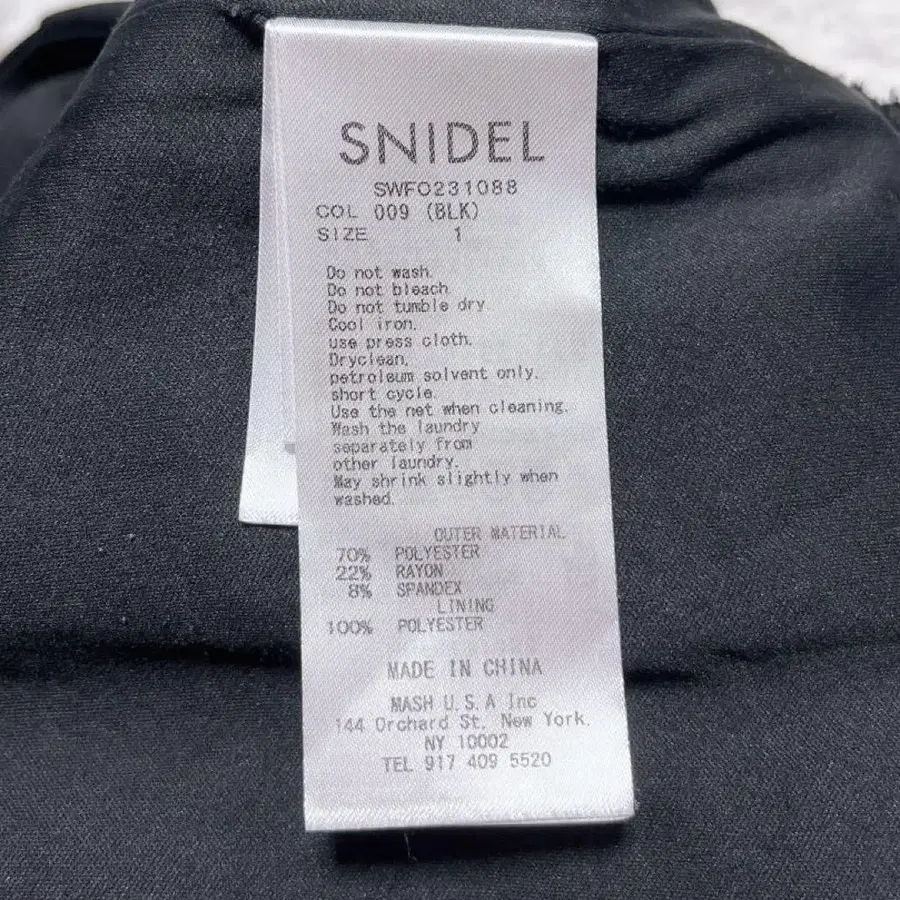 SNIDEL
SWFO231088
COL 009 (BLK)
SIZE 1
Do not wash.
Do not bleach
Do not tumble dry
Cool iron.
use press cloth.
Dryclean.
petroleum solvent only.
short cycle.
Use the net when cleaning.
Wash the laundry
separately from
other laundry.
May shrink slightly when
washed.
OUTER MATERIAL
70% POLYESTER
22% RAYON
8% SPANDEX
LINING
100% POLYESTER
MADE IN CHINA
MASH U.S.A Inc
144 Orchard St. New York.
NY 10002
TEL 917 409 5520